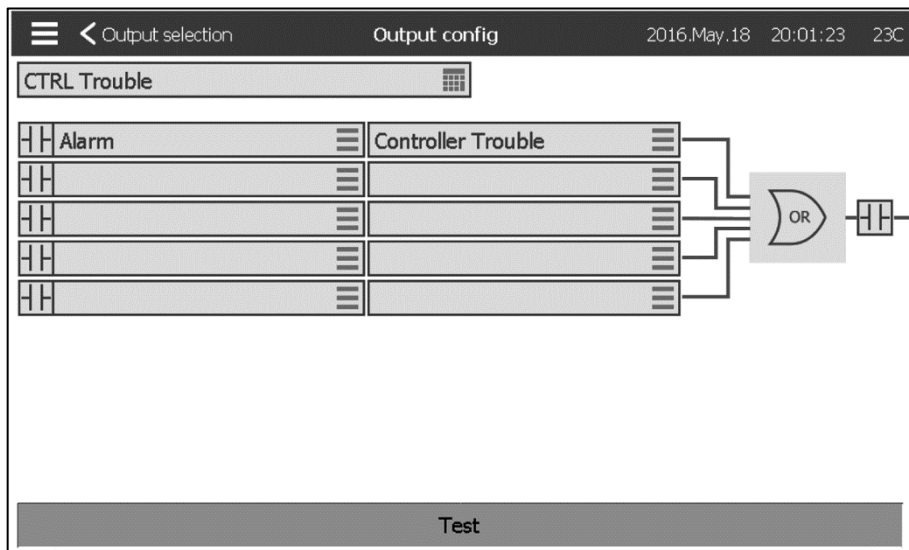 Output selection Output config 2016.May.18 20:01:23 23C
CTRL Trouble
Alarm Controller Trouble
OR
Test